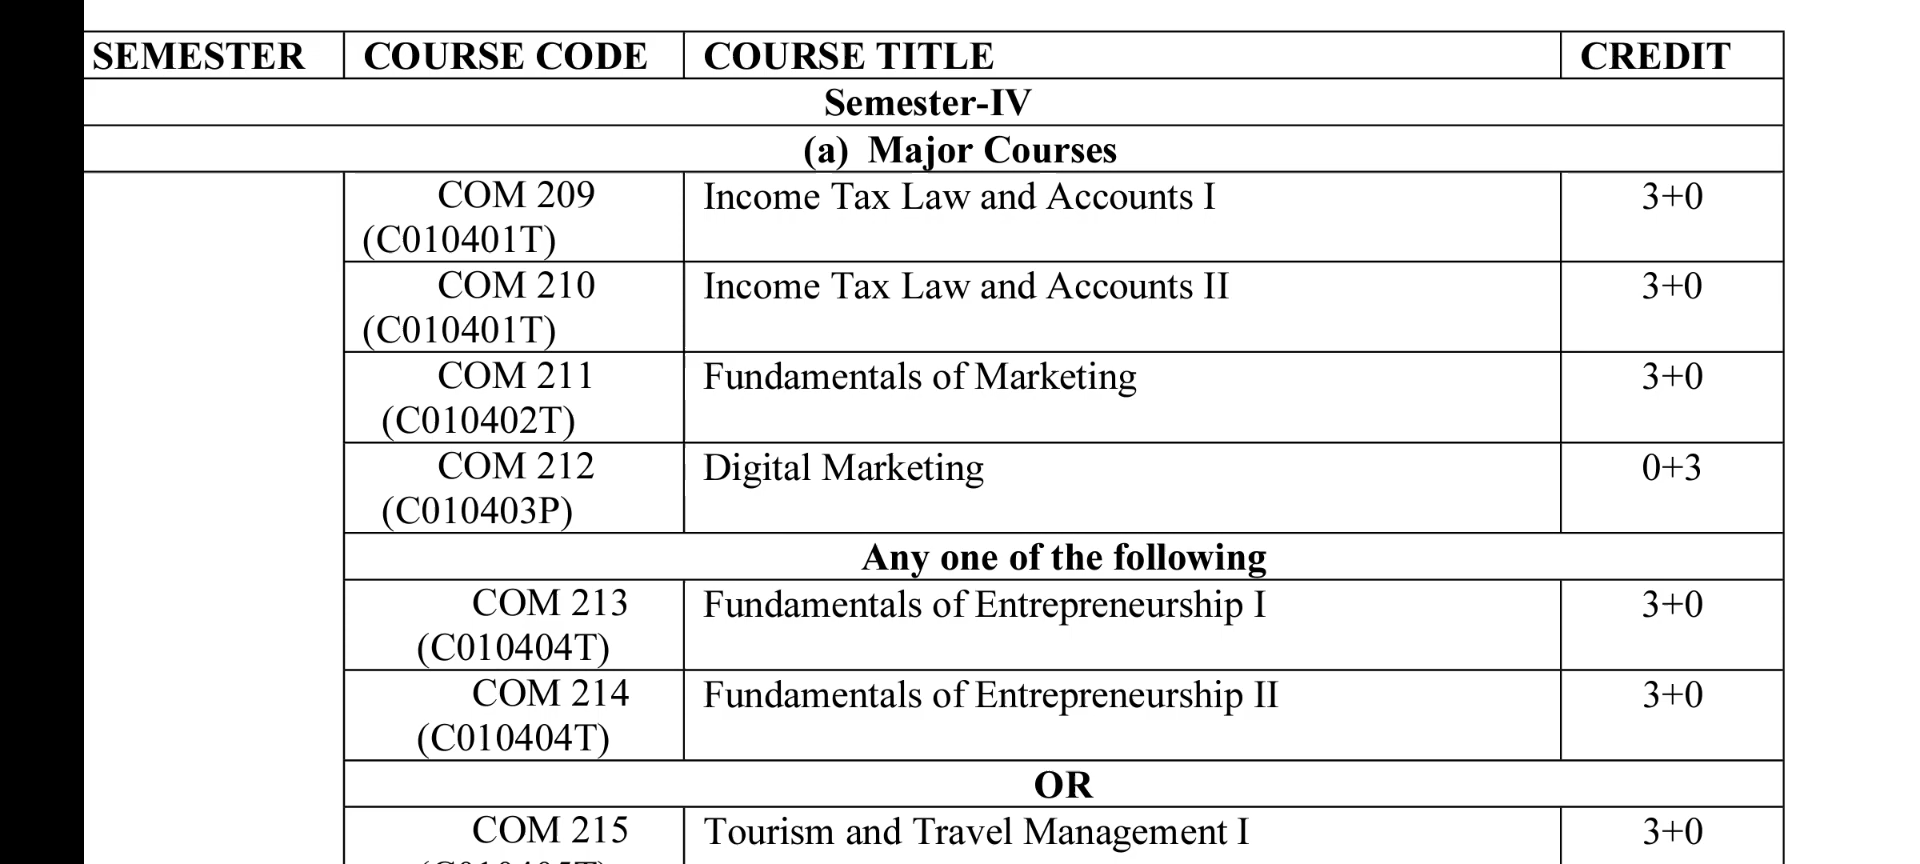 SEMESTER COURSE CODE COURSE TITLE CREDIT
Semester-IV
(a) Major Courses
COM 209 Income Tax Law and Accounts I 3+0
(C010401T)
COM 210 Income Tax Law and Accounts II 3+0
(C010401T)
COM 211 Fundamentals of Marketing 3+0
(C010402T)
COM 212 Digital Marketing 0+3
(C010403P)
Any one of the following
COM 213 Fundamentals of Entrepreneurship I 3+0
(C010404T)
COM 214 Fundamentals of Entrepreneurship II 3+0
(C010404T)
OR
COM 215 Tourism and Travel Management I 3+0